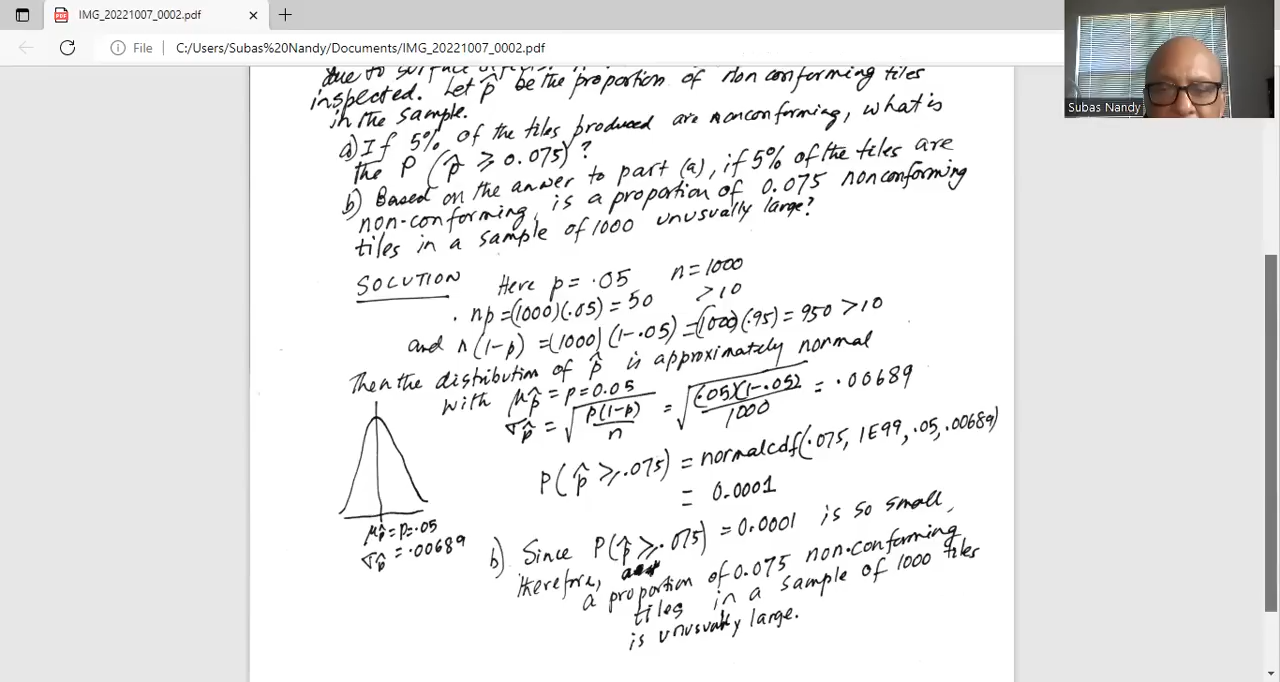 IMG_20221007_0002.pdf
File C:/Users/Subas%20Nandy/Documents/IMG_20221007_0002.pdf
Subas Nandy
due to surface
inspected. Let p̂ be the proportion of non conforming tiles
in the sample.
a) If 5% of the tiles produced are nonconforming, what is
the P(p̂ ≥ 0.075)?
b) Based on the answer to part (a), if 5% of the tiles are
non-conforming, is a proportion of 0.075 nonconforming
tiles in a sample of 1000 unusually large?
SOLUTION Here p = .05 n = 1000
. np = (1000)(.05) = 50 > 10
and n(1-p) = (1000)(1-.05) = (1000)(.95) = 950 > 10
Then the distribution of p̂ is approximately normal
with μp̂ = p = 0.05
σp̂ = √(p(1-p)/n) = √((.05)(1-.05)/1000) = .00689
P(p̂ ≥ .075) = normalcdf(.075, 1E99, .05, .00689)
= 0.0001
μp̂ = p = .05
σp̂ = .00689
b) Since P(p̂ ≥ .075) = 0.0001 is so small,
therefore,
a proportion of 0.075 non-conforming
tiles in a sample of 1000 tiles
is unusually large.